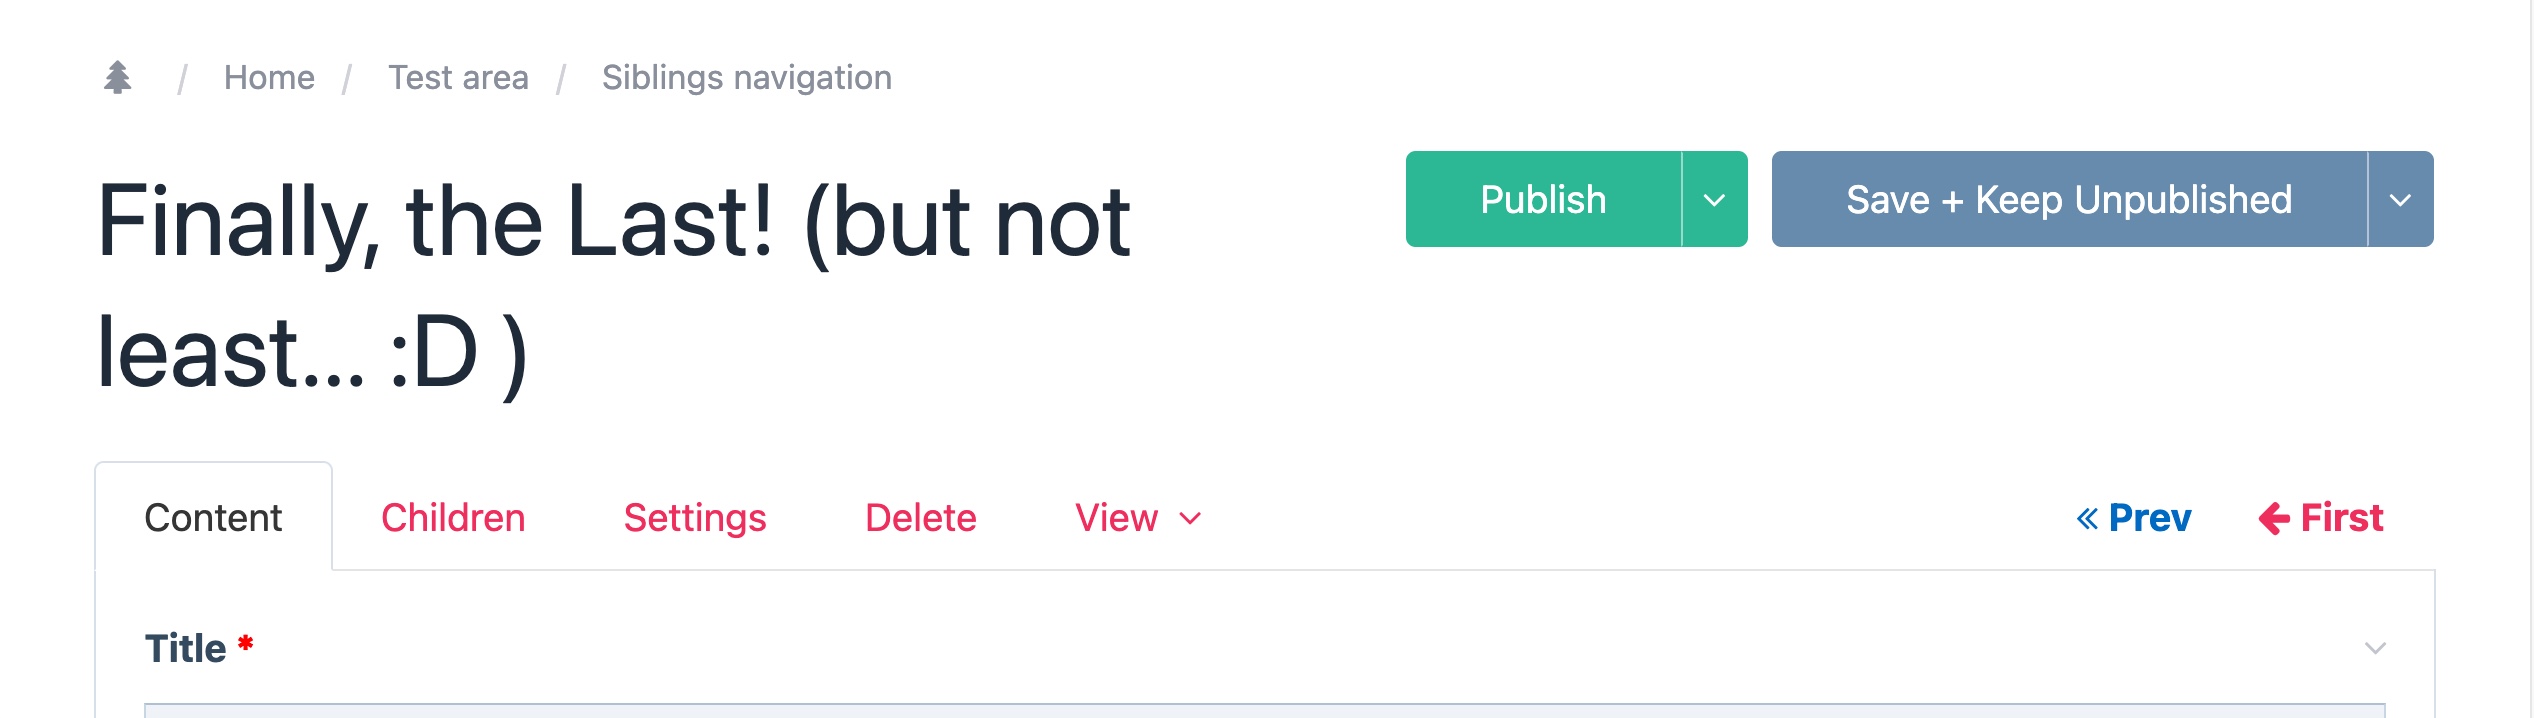 / Home / Test area / Siblings navigation
Finally, the Last! (but not
least... :D )
Publish
Save + Keep Unpublished
Content
Children
Settings
Delete
View
« Prev
First
Title *